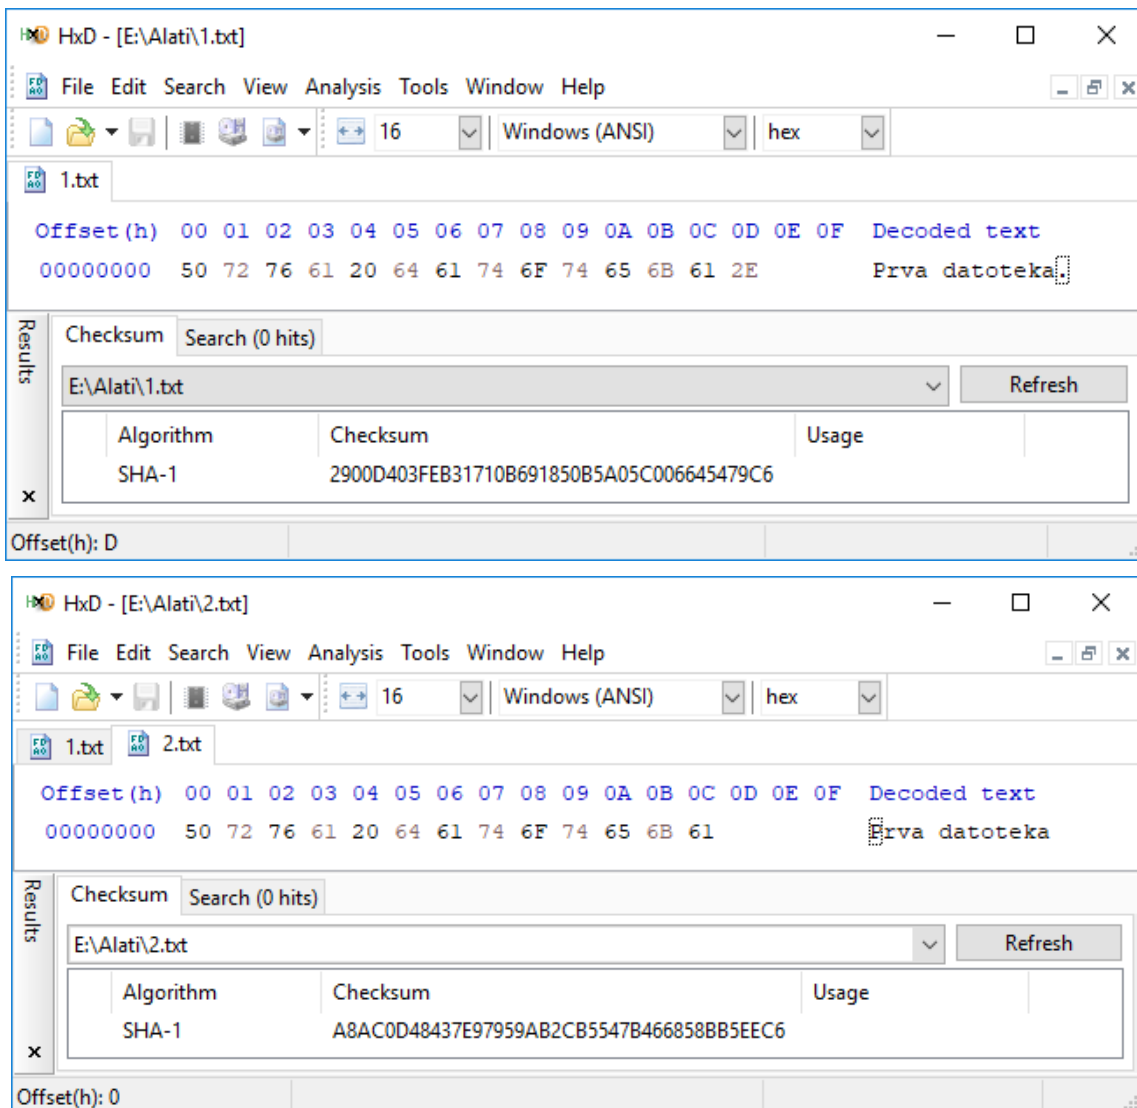 HxD - [E:\Alati\1.txt]
File Edit Search View Analysis Tools Window Help
16 Windows (ANSI) hex
1.txt
Offset(h) 00 01 02 03 04 05 06 07 08 09 0A 0B 0C 0D 0E 0F Decoded text
00000000 50 72 76 61 20 64 61 74 6F 74 65 6B 61 2E Prva datoteka.
Results
Checksum Search (0 hits)
E:\Alati\1.txt Refresh
Algorithm Checksum Usage
SHA-1 2900D403FEB31710B691850B5A05C006645479C6
Offset(h): D
HxD - [E:\Alati\2.txt]
File Edit Search View Analysis Tools Window Help
16 Windows (ANSI) hex
1.txt 2.txt
Offset(h) 00 01 02 03 04 05 06 07 08 09 0A 0B 0C 0D 0E 0F Decoded text
00000000 50 72 76 61 20 64 61 74 6F 74 65 6B 61 Prva datoteka
Results
Checksum Search (0 hits)
E:\Alati\2.txt Refresh
Algorithm Checksum Usage
SHA-1 A8AC0D48437E97959AB2CB5547B466858BB5EEC6
Offset(h): 0